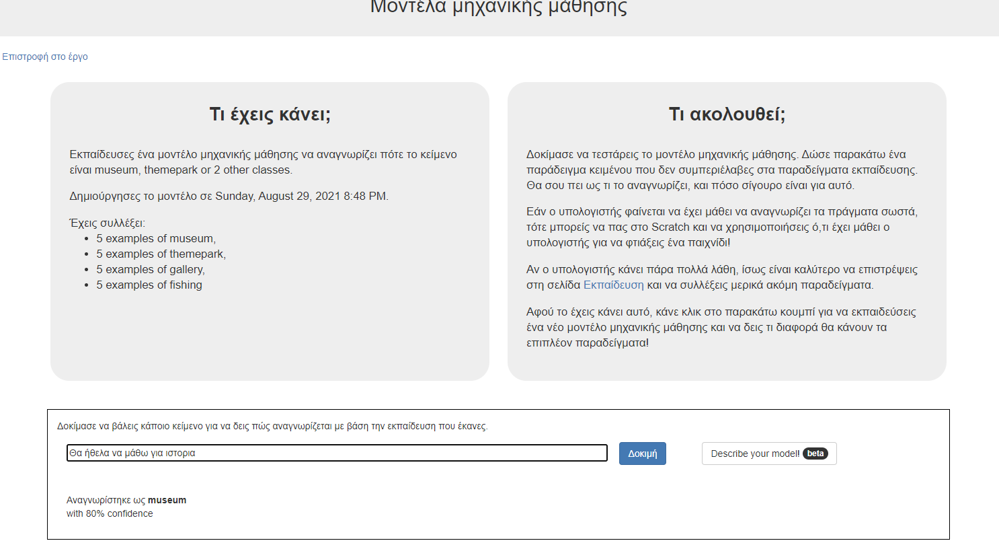 Μοντέλα μηχανικής μάθησης
Επιστροφή στο έργο
Τι έχεις κάνει;
Εκπαίδευσες ένα μοντέλο μηχανικής μάθησης να αναγνωρίζει πότε το κείμενο
είναι museum, themepark or 2 other classes.
Δημιούργησες το μοντέλο σε Sunday, August 29, 2021 8:48 PM.
Έχεις συλλέξει:
• 5 examples of museum,
• 5 examples of themepark,
• 5 examples of gallery,
• 5 examples of fishing
Τι ακολουθεί;
Δοκίμασε να τεστάρεις το μοντέλο μηχανικής μάθησης. Δώσε παρακάτω ένα
παράδειγμα κειμένου που δεν συμπεριέλαβες στα παραδείγματα εκπαίδευσης.
Θα σου πει ως τι το αναγνωρίζει, και πόσο σίγουρο είναι για αυτό.
Εάν ο υπολογιστής φαίνεται να έχει μάθει να αναγνωρίζει τα πράγματα σωστά,
τότε μπορείς να πας στο Scratch και να χρησιμοποιήσεις ό,τι έχει μάθει ο
υπολογιστής για να φτιάξεις ένα παιχνίδι!
Αν ο υπολογιστής κάνει πάρα πολλά λάθη, ίσως είναι καλύτερο να επιστρέψεις
στη σελίδα Εκπαίδευση και να συλλέξεις μερικά ακόμη παραδείγματα.
Αφού το έχεις κάνει αυτό, κάνε κλικ στο παρακάτω κουμπί για να εκπαιδεύσεις
ένα νέο μοντέλο μηχανικής μάθησης και να δεις τι διαφορά θα κάνουν τα
επιπλέον παραδείγματα!
Δοκίμασε να βάλεις κάποιο κείμενο για να δεις πώς αναγνωρίζεται με βάση την εκπαίδευση που έκανες.
Θα ήθελα να μάθω για ιστορια
Δοκιμή
Describe your model! beta
Αναγνωρίστηκε ως museum
with 80% confidence